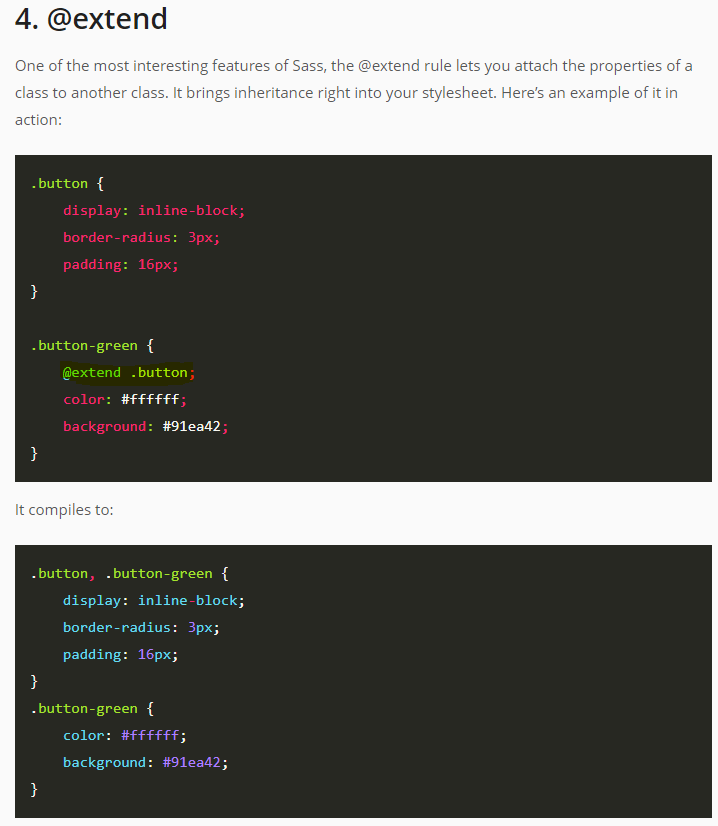 4. @extend
One of the most interesting features of Sass, the @extend rule lets you attach the properties of a
class to another class. It brings inheritance right into your stylesheet. Here’s an example of it in
action:
.button {
    display: inline-block;
    border-radius: 3px;
    padding: 16px;
}
.button-green {
    @extend .button;
    color: #ffffff;
    background: #91ea42;
}
It compiles to:
.button, .button-green {
    display: inline-block;
    border-radius: 3px;
    padding: 16px;
}
.button-green {
    color: #ffffff;
    background: #91ea42;
}